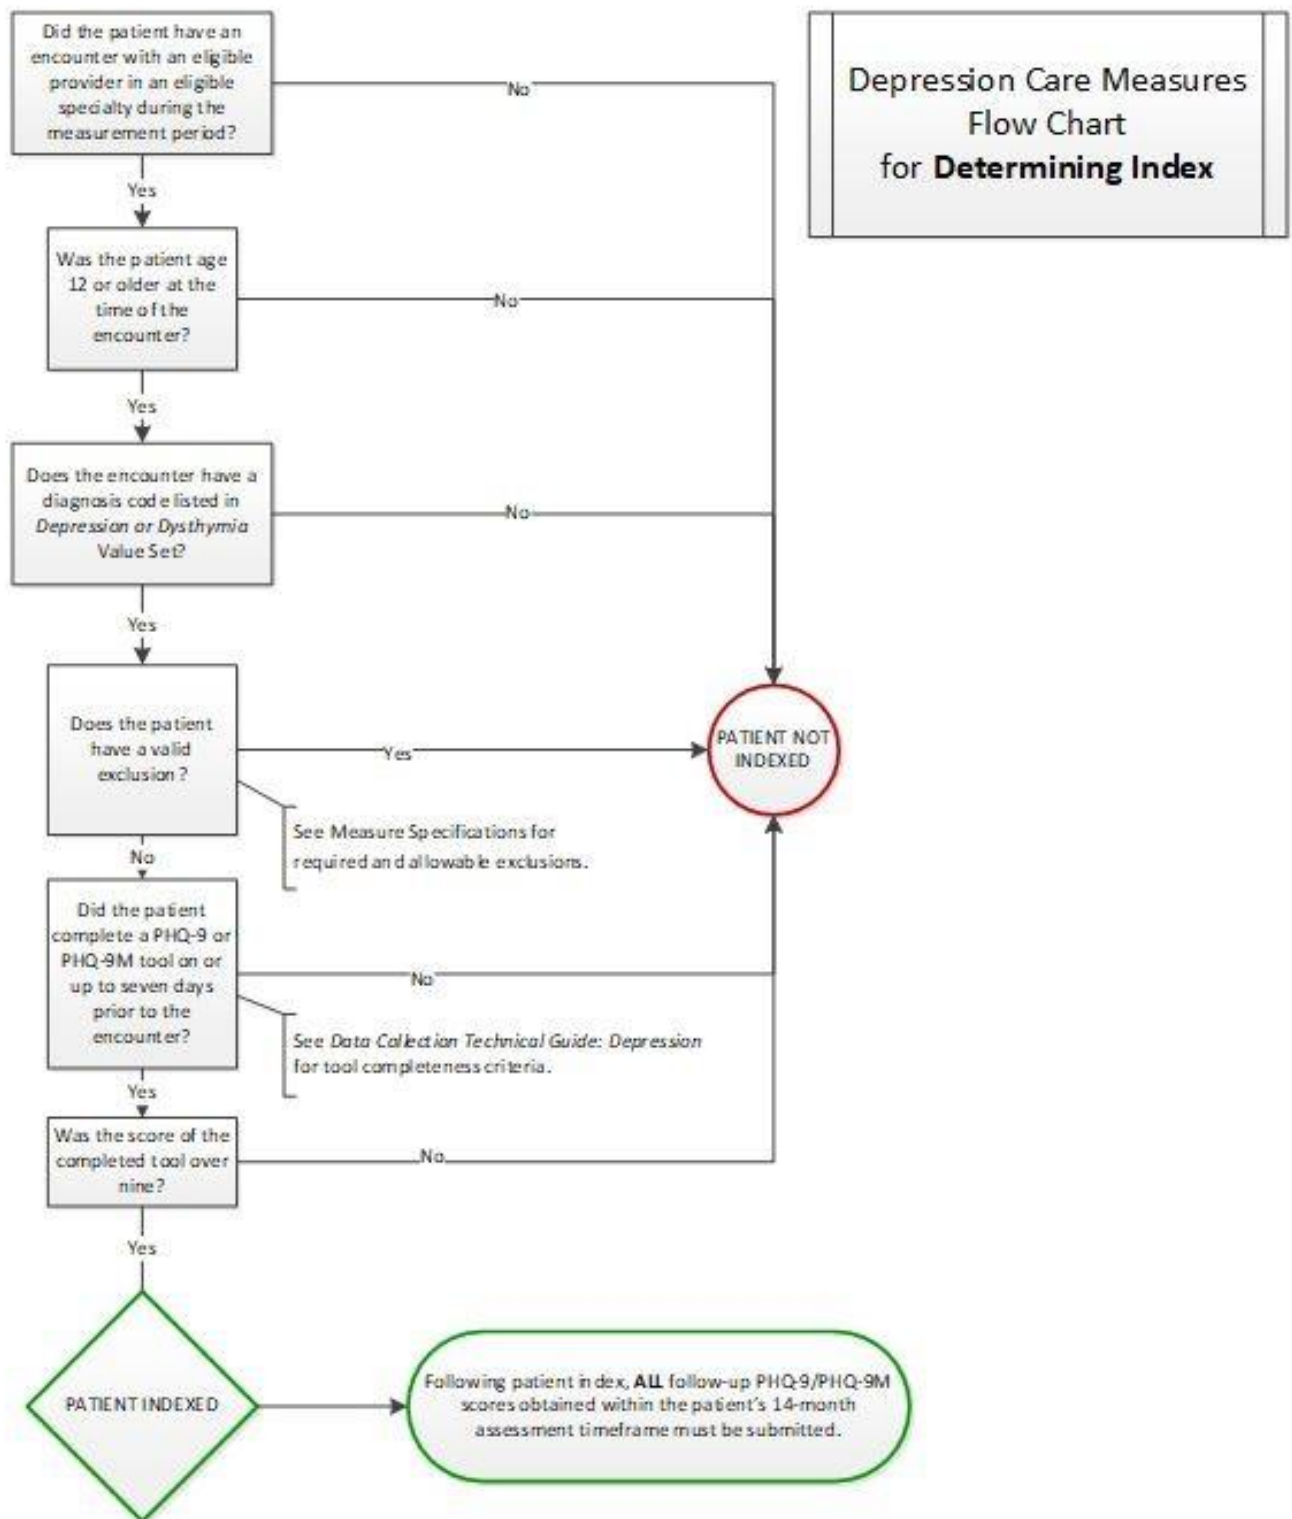 Did the patient have an
encounter with an eligible
provider in an eligible
specialty during the
measurement period?
No
Depression Care Measures
Flow Chart
for Determining Index
Yes
Was the patient age
12 or older at the
time of the
encounter?
No
Yes
Does the encounter have a
diagnosis code listed in
Depression or Dysthymia
Value Set?
No
Yes
Does the patient
have a valid
exclusion?
Yes
PATIENT NOT
INDEXED
See Measure Specifications for
required and allowable exclusions.
No
Did the patient
complete a PHQ-9 or
PHQ-9M tool on or
up to seven days
prior to the
encounter?
No
See Data Collection Technical Guide: Depression
for tool completeness criteria.
Yes
Was the score of the
completed tool over
nine?
No
Yes
PATIENT INDEXED
Following patient index, ALL follow-up PHQ-9/PHQ-9M
scores obtained within the patient's 14-month
assessment timeframe must be submitted.